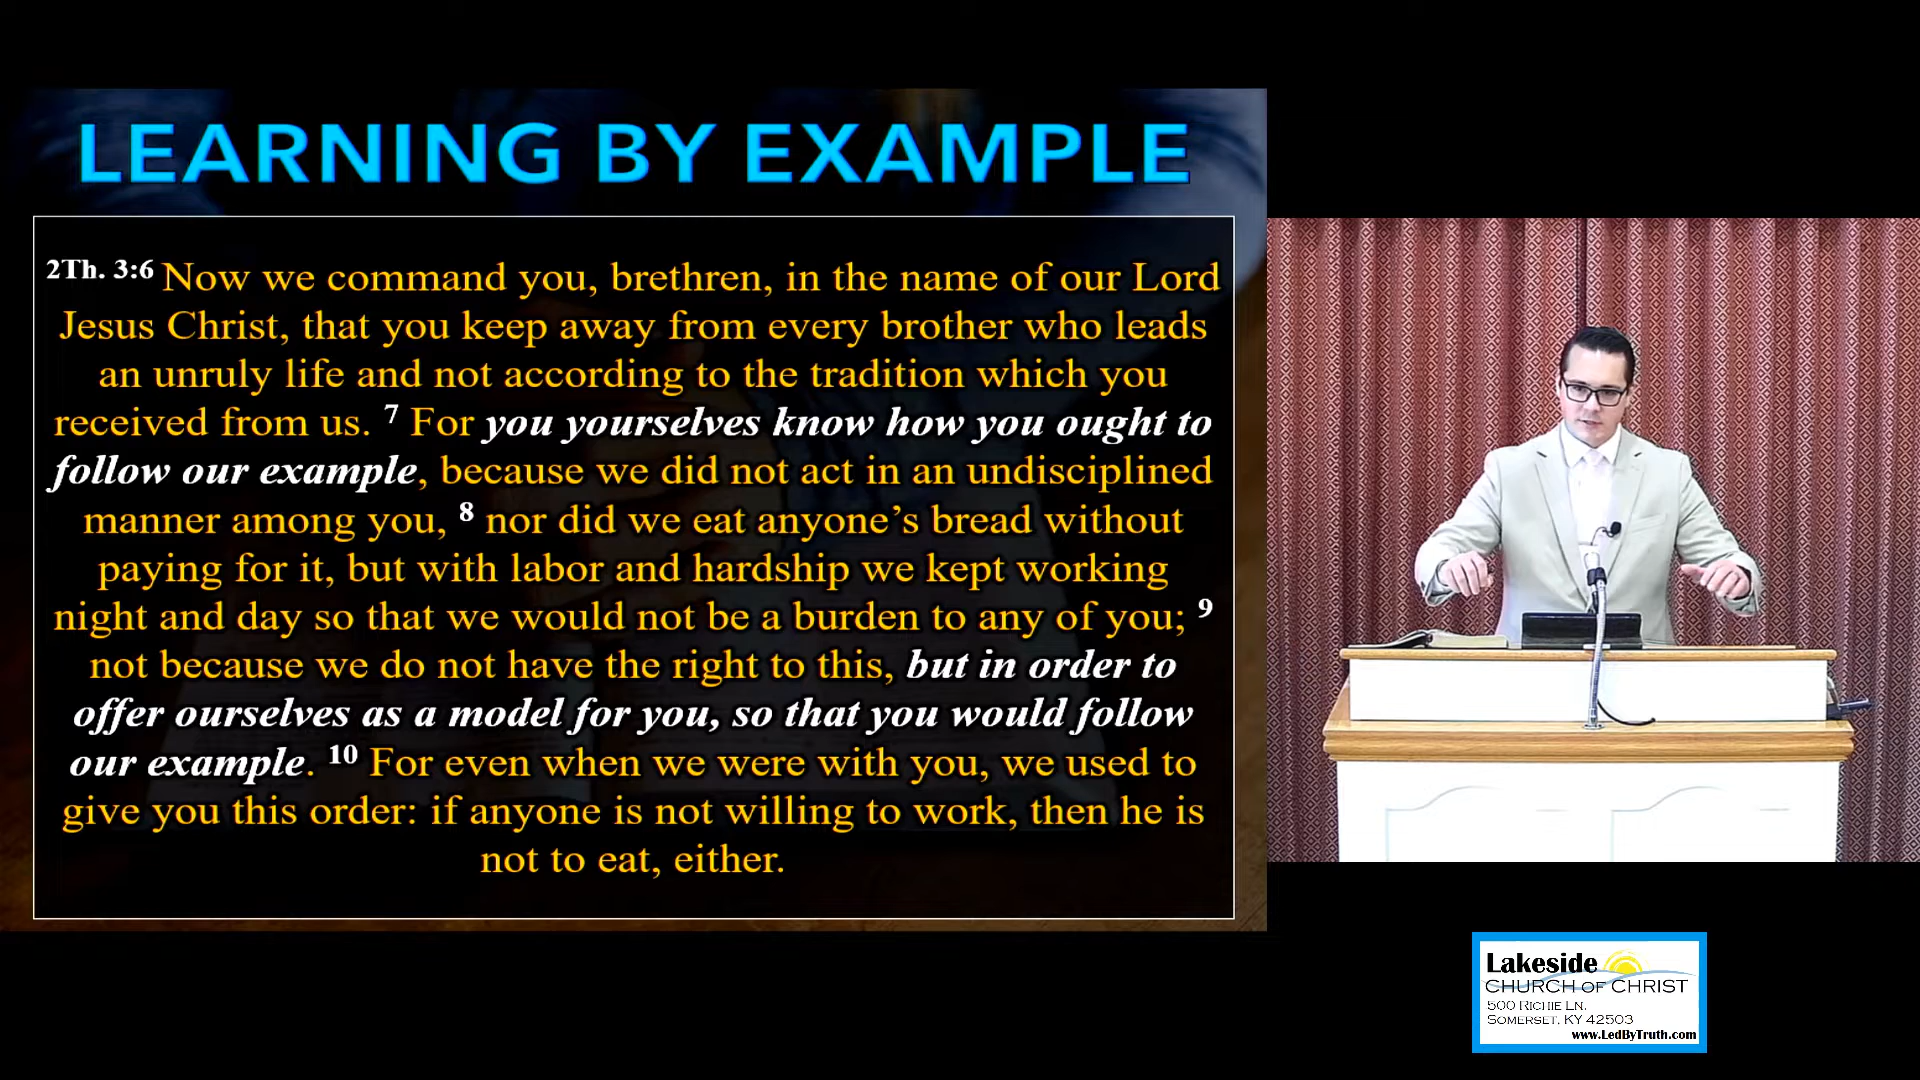 LEARNING BY EXAMPLE
2Th. 3:6 Now we command you, brethren, in the name of our Lord
Jesus Christ, that you keep away from every brother who leads
an unruly life and not according to the tradition which you
received from us. 7 For you yourselves know how you ought to
follow our example, because we did not act in an undisciplined
manner among you, 8 nor did we eat anyone’s bread without
paying for it, but with labor and hardship we kept working
night and day so that we would not be a burden to any of you; 9
not because we do not have the right to this, but in order to
offer ourselves as a model for you, so that you would follow
our example. 10 For even when we were with you, we used to
give you this order: if anyone is not willing to work, then he is
not to eat, either.
Lakeside
CHURCH OF CHRIST
500 RICHIE LN.
SOMERSET, KY 42503
www.LedByTruth.com